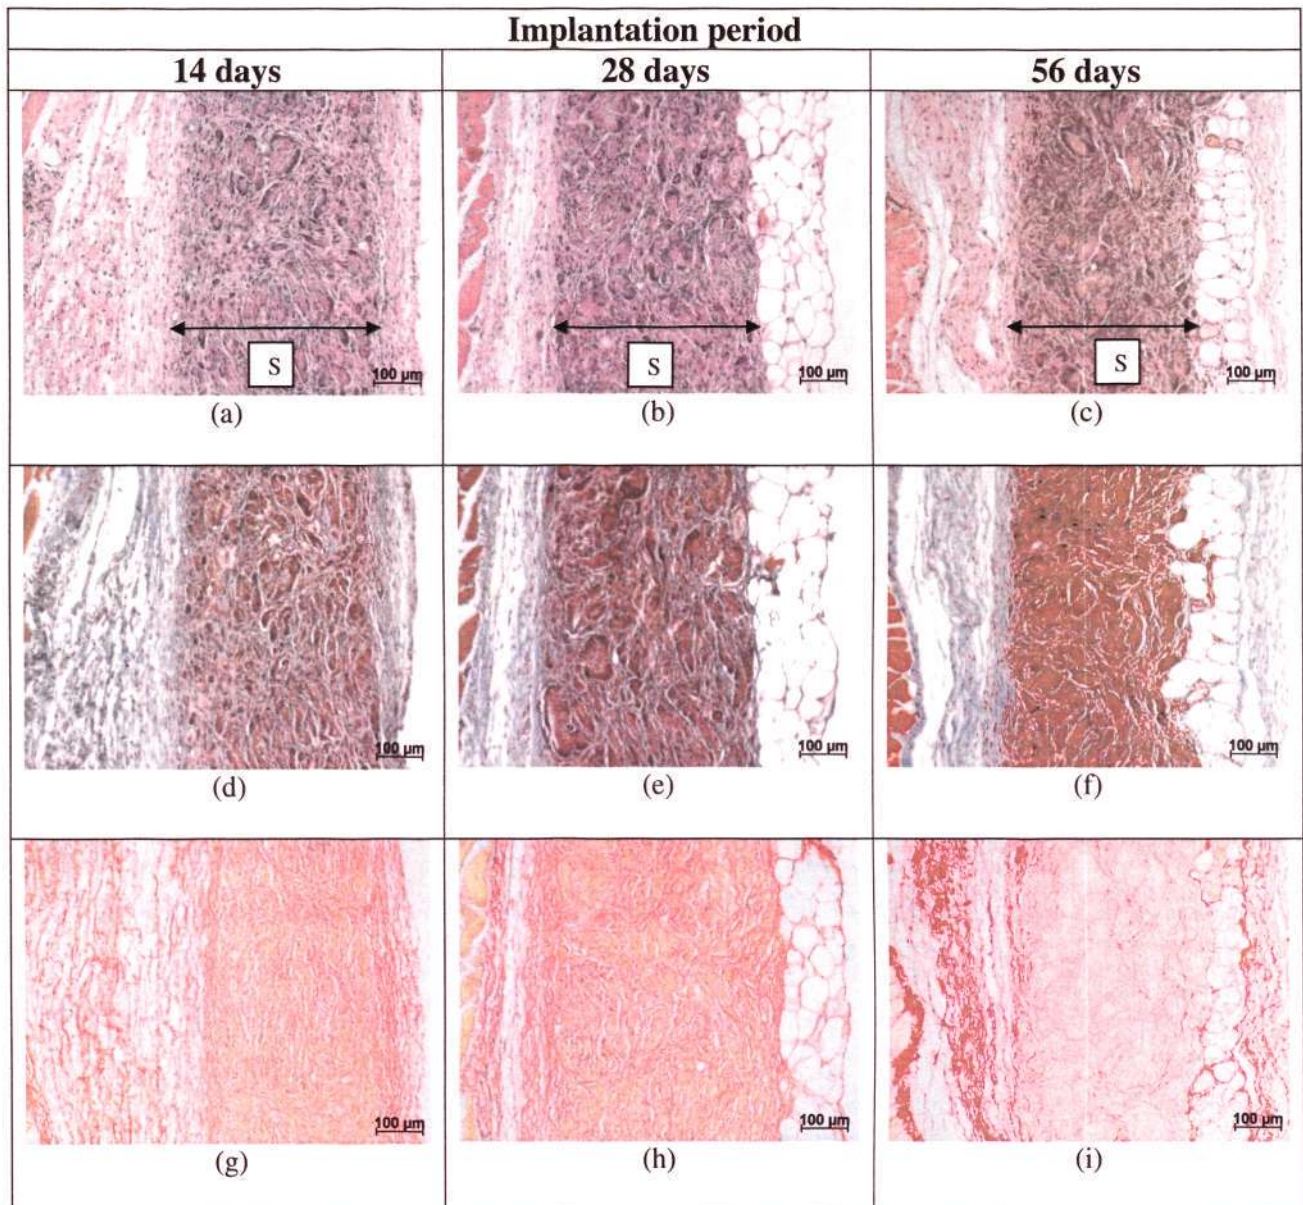 Implantation period
14 days
28 days
56 days
S
100 µm
S
100 µm
S
100 µm
(a)
(b)
(c)
100 µm
100 µm
100 µm
(d)
(e)
(f)
100 µm
100 µm
100 µm
(g)
(h)
(i)